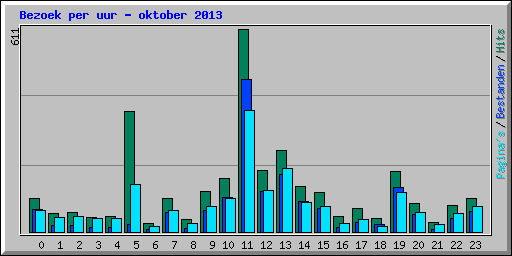 Bezoek per uur - oktober 2013
611
Pagina's / Bestanden / Hits
0 1 2 3 4 5 6 7 8 9 10 11 12 13 14 15 16 17 18 19 20 21 22 23